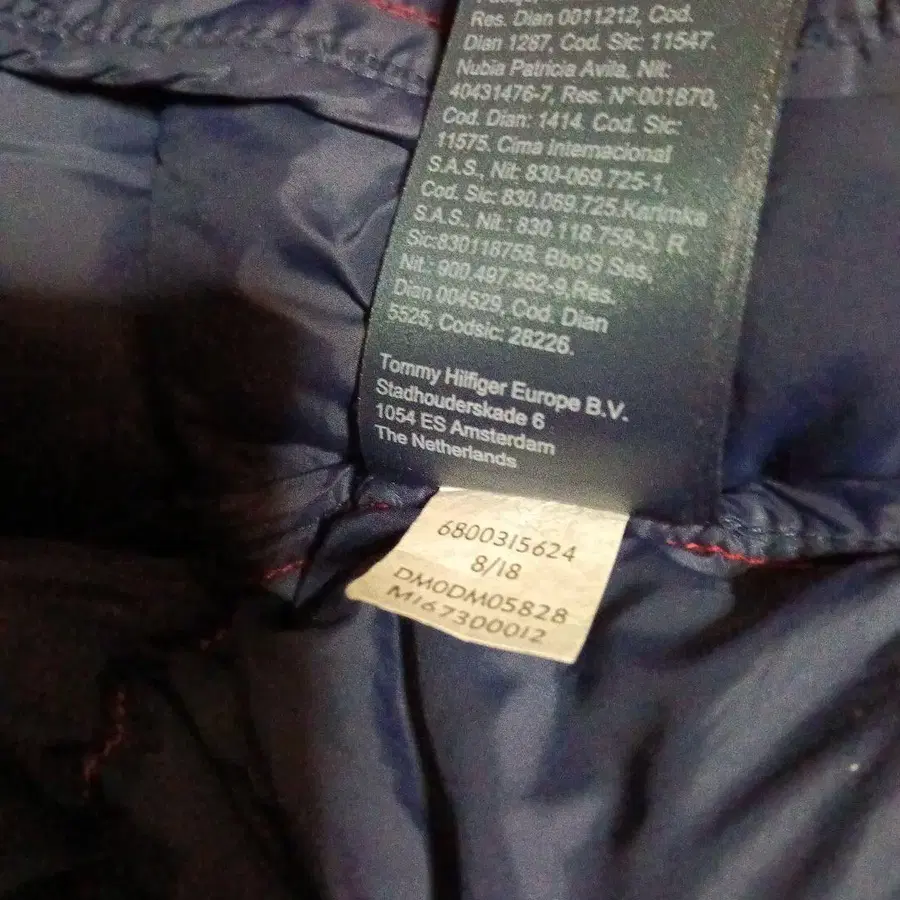 Res. Dian 0011212, Cod.
Dian 1287, Cod. Sic: 11547.
Nubia Patricia Avila, Nit:
40431476-7, Res. Nº 001870,
Cod. Dian: 1414. Cod. Sic:
11575. Cima Internacional
S.A.S., Nit: 830-069.725-1,
Cod. Sic: 830.069.725.Karimka
S.A.S. Nit.: 830.118.758-3, R.
Sic:830118758. Bbo'S Sas,
Nit.: 900.497.362-9,Res.
Dian 004529, Cod. Dian
5525, Codsic: 28226.
Tommy Hilfiger Europe B.V.
Stadhouderskade 6
1054 ES Amsterdam
The Netherlands
6800315624
8/18
DM0DM05828
M167300012